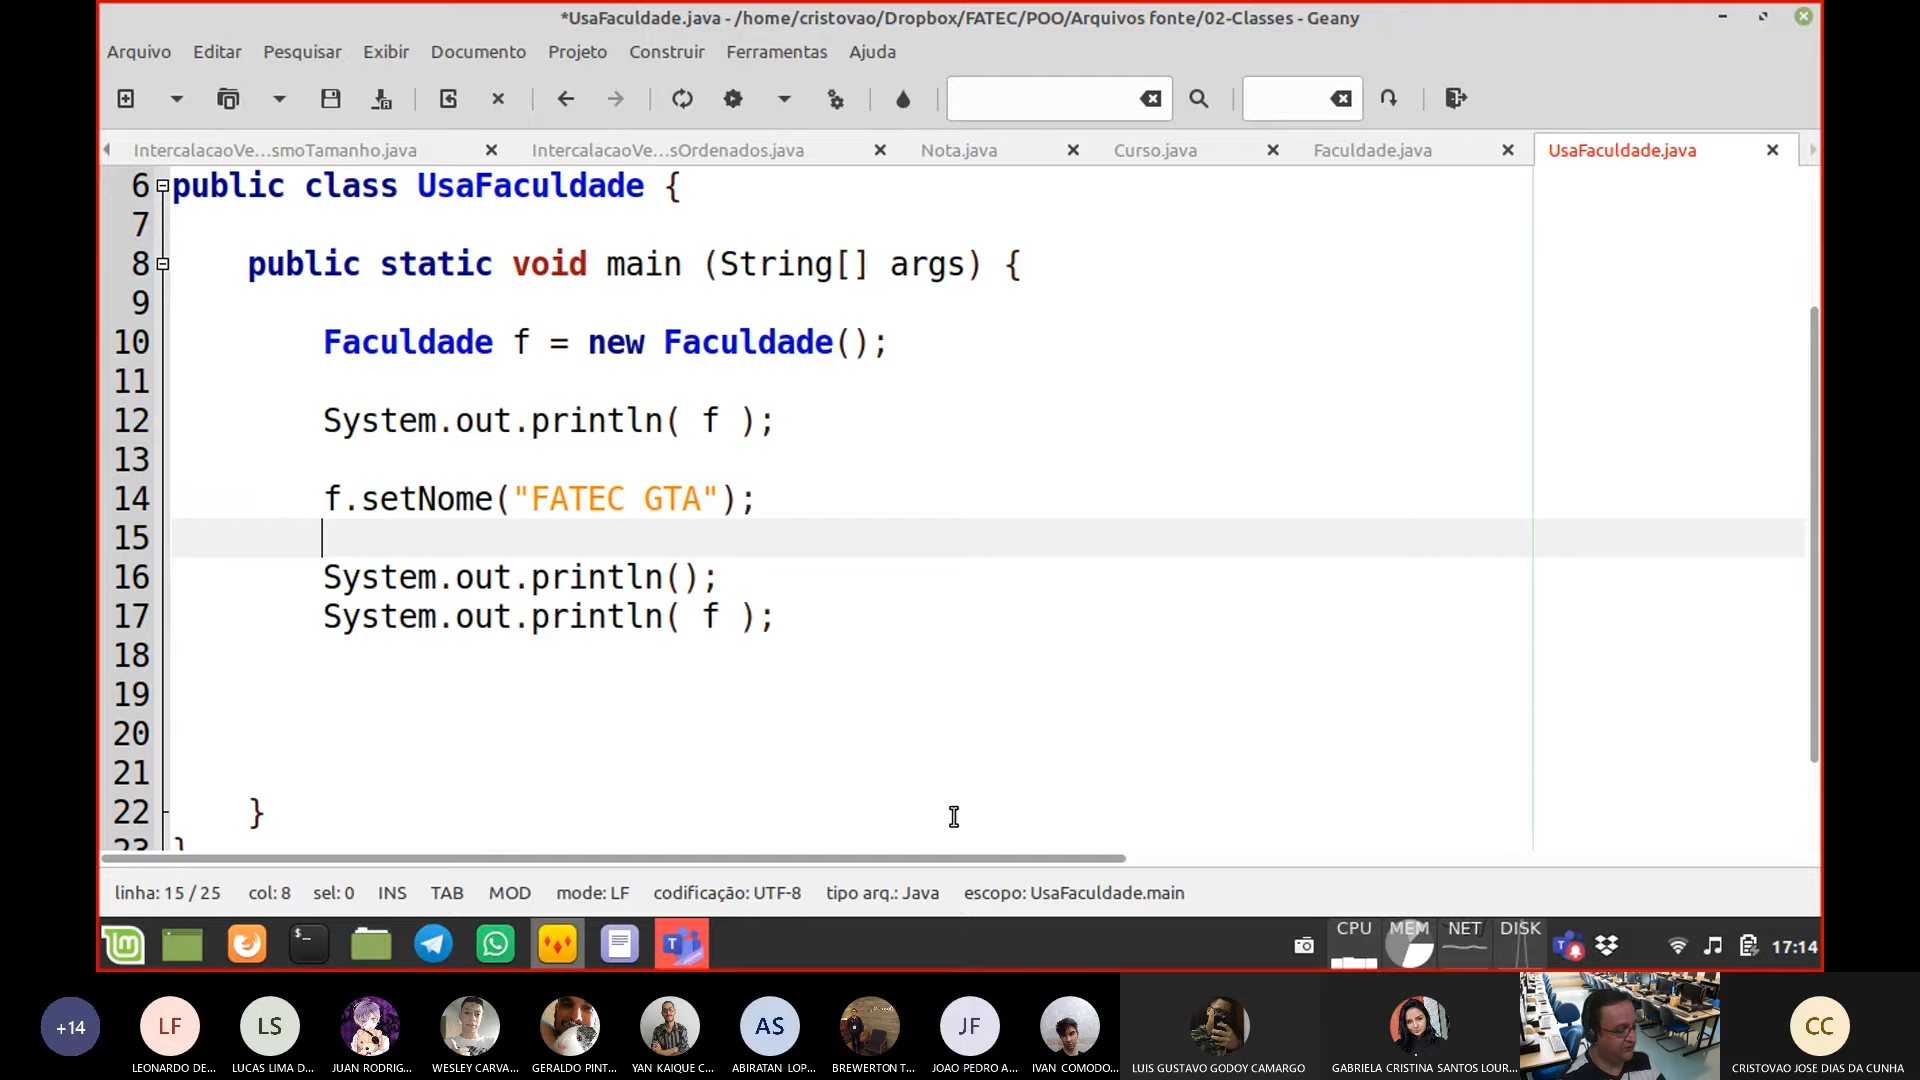 *UsaFaculdade.java - /home/cristovao/Dropbox/FATEC/POO/Arquivos fonte/02-Classes - Geany
Arquivo Editar Pesquisar Exibir Documento Projeto Construir Ferramentas Ajuda
IntercalacaoVe...smoTamanho.java IntercalacaoVe...sOrdenados.java Nota.java Curso.java Faculdade.java UsaFaculdade.java
6 public class UsaFaculdade {
7
8 public static void main (String[] args) {
9
10 Faculdade f = new Faculdade();
11
12 System.out.println( f );
13
14 f.setNome("FATEC GTA");
15
16 System.out.println();
17 System.out.println( f );
18
19
20
21
22 }
23 }
linha: 15 / 25 col: 8 sel: 0 INS TAB MOD mode: LF codificação: UTF-8 tipo arq.: Java escopo: UsaFaculdade.main
CPU MEM NET DISK 17:14
+14 LF LS AS JF CC
LEONARDO DE... LUCAS LIMA D... JUAN RODRIG... WESLEY CARVA... GERALDO PINT... YAN KAIQUE C... ABIRATAN LOP... BREWERTON T... JOAO PEDRO A... IVAN COMODO... LUIS GUSTAVO GODOY CAMARGO GABRIELA CRISTINA SANTOS LOUR... CRISTOVAO JOSE DIAS DA CUNHA